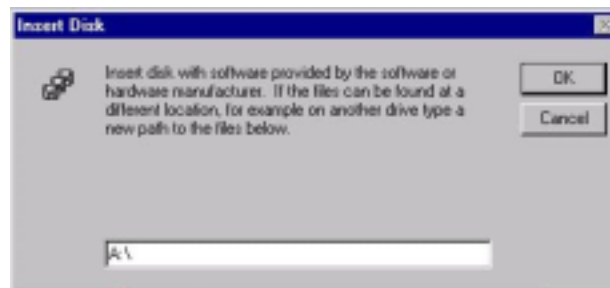 Insert Disk
Insert disk with software provided by the software or
hardware manufacturer. If the files can be found at a
different location, for example on another drive type a
new path to the files below.
OK
Cancel
A:\